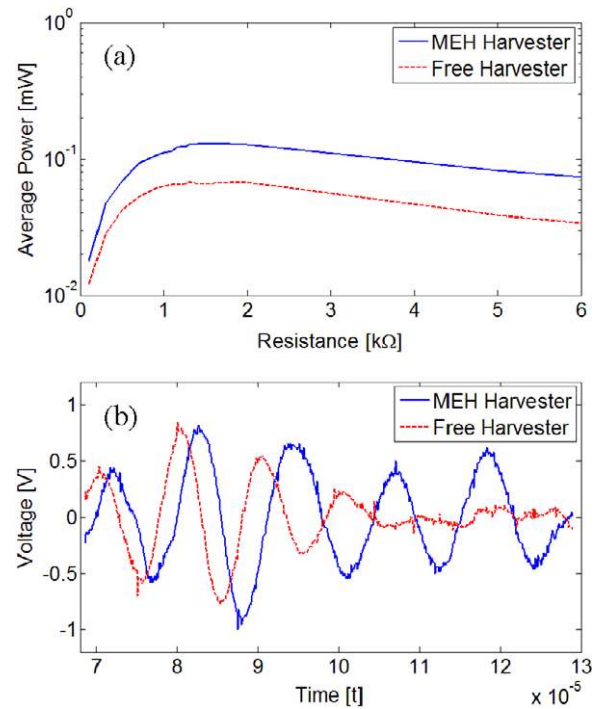 (a)
MEH Harvester
Free Harvester
Average Power [mW]
10^0
10^-1
10^-2
0 1 2 3 4 5 6
Resistance [kΩ]
(b)
MEH Harvester
Free Harvester
Voltage [V]
1
0.5
0
-0.5
-1
7 8 9 10 11 12 13
Time [t]
x 10^-5